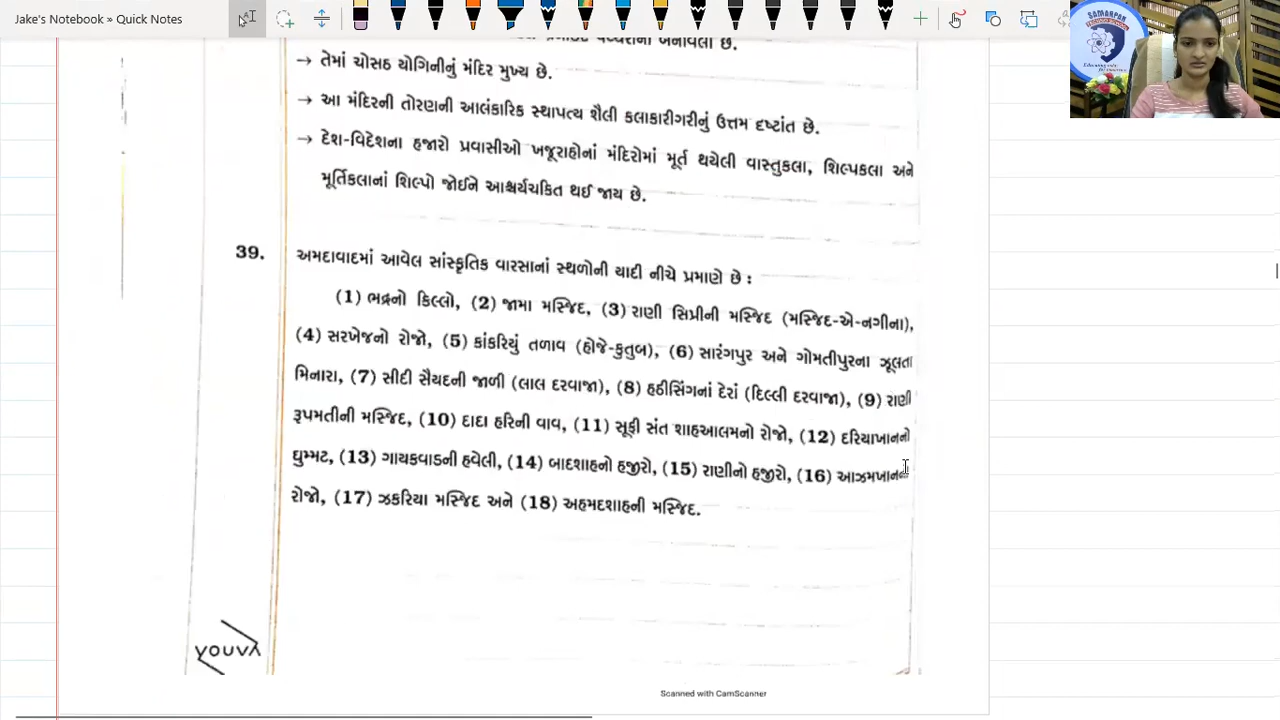 Jake's Notebook » Quick Notes
SAMARPAN
બનાવેલા છે.
→ તેમાં ચોસઠ યોગિનીનું મંદિર મુખ્ય છે.
→ આ મંદિરની તોરણની આલંકારિક સ્થાપત્ય શૈલી કલાકારીગરીનું ઉત્તમ દૃષ્ટાંત છે.
→ દેશ-વિદેશના હજારો પ્રવાસીઓ ખજૂરાહોનાં મંદિરોમાં મૂર્ત થયેલી વાસ્તુકલા, શિલ્પકલા અને
મૂર્તિકલાનાં શિલ્પો જોઈને આશ્ચર્યચકિત થઈ જાય છે.
39. અમદાવાદમાં આવેલ સાંસ્કૃતિક વારસાનાં સ્થળોની યાદી નીચે પ્રમાણે છે :
(1) ભદ્રનો કિલ્લો, (2) જામા મસ્જિદ, (3) રાણી સિપ્રીની મસ્જિદ (મસ્જિદ-એ-નગીના),
(4) સરખેજનો રોજો, (5) કાંકરિયું તળાવ (હોજે-કુતુબ), (6) સારંગપુર અને ગોમતીપુરના ઝૂલતા
મિનારા, (7) સીદી સૈયદની જાળી (લાલ દરવાજા), (8) હઠીસિંગનાં દેરાં (દિલ્લી દરવાજા), (9) રાણી
રૂપમતીની મસ્જિદ, (10) દાદા હરિની વાવ, (11) સૂફી સંત શાહઆલમનો રોજો, (12) દરિયાખાનનો
ઘુમ્મટ, (13) ગાયકવાડની હવેલી, (14) બાદશાહનો હજીરો, (15) રાણીનો હજીરો, (16) આઝમખાનનો
રોજો, (17) ઝકરિયા મસ્જિદ અને (18) અહમદશાહની મસ્જિદ.
YOUVA
Scanned with CamScanner